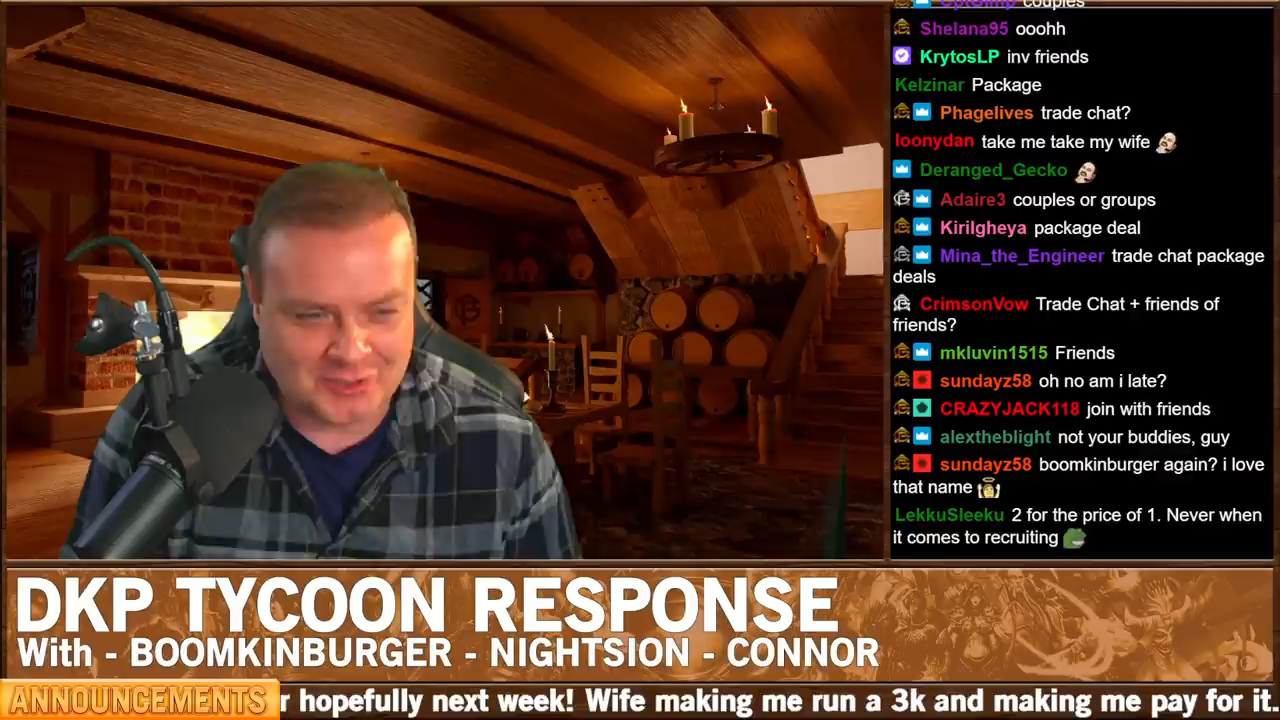 CptGimp couples
Shelana95 ooohh
KrytosLP inv friends
Kelzinar Package
Phagelives trade chat?
loonydan take me take my wife
Deranged_Gecko
Adaire3 couples or groups
Kirilgheya package deal
Mina_the_Engineer trade chat package
deals
CrimsonVow Trade Chat + friends of
friends?
mkluvin1515 Friends
sundayz58 oh no am i late?
CRAZYJACK118 join with friends
alextheblight not your buddies, guy
sundayz58 boomkinburger again? i love
that name
LekkuSleeku 2 for the price of 1. Never when
it comes to recruiting
DKP TYCOON RESPONSE
With - BOOMKINBURGER - NIGHTSION - CONNOR
ANNOUNCEMENTS r hopefully next week! Wife making me run a 3k and making me pay for it.